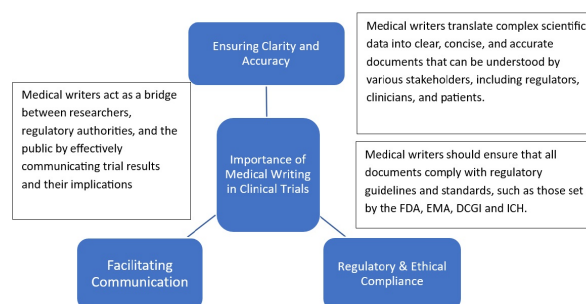 Ensuring Clarity and
Accuracy
Medical writers translate complex scientific
data into clear, concise, and accurate
documents that can be understood by
various stakeholders, including regulators,
clinicians, and patients.
Medical writers act as a bridge
between researchers,
regulatory authorities, and the
public by effectively
communicating trial results
and their implications
Importance of
Medical Writing
in Clinical Trials
Medical writers should ensure that all
documents comply with regulatory
guidelines and standards, such as those set
by the FDA, EMA, DCGI and ICH.
Facilitating
Communication
Regulatory & Ethical
Compliance